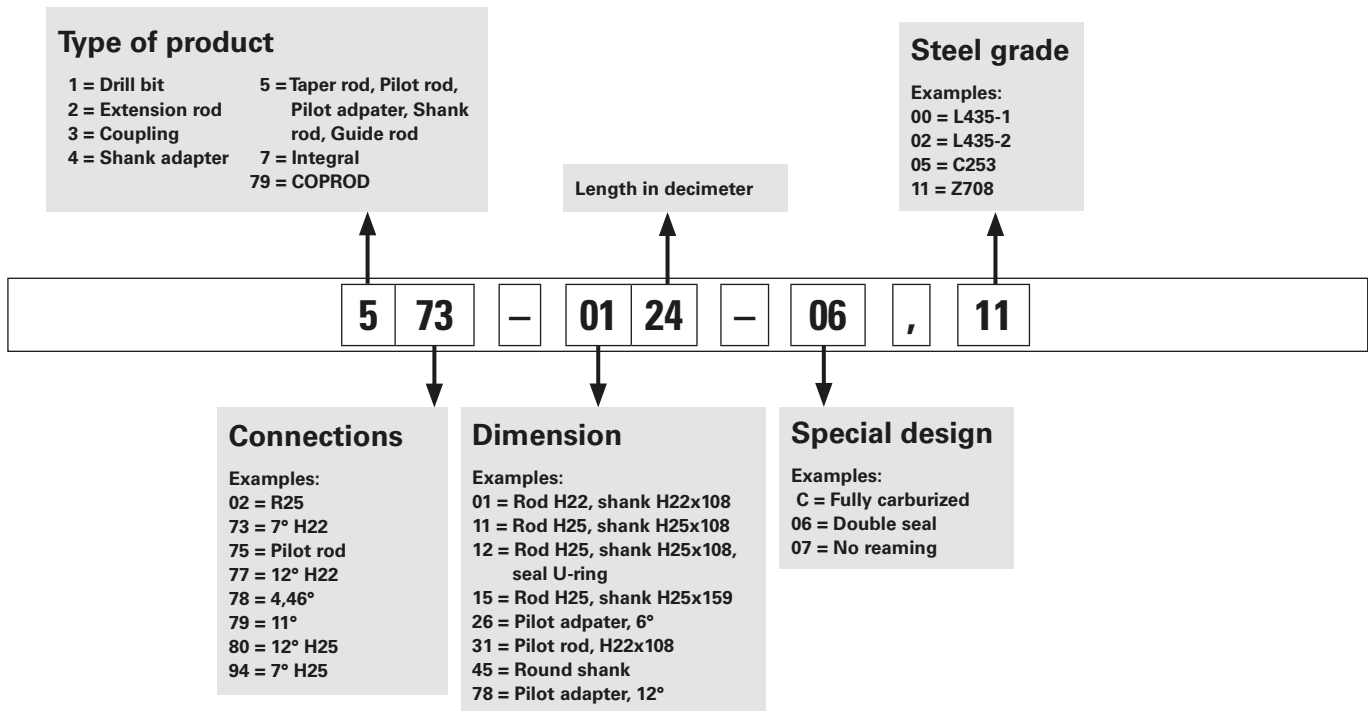 Type of product
1 = Drill bit
2 = Extension rod
3 = Coupling
4 = Shank adapter
5 = Taper rod, Pilot rod,
Pilot adpater, Shank
rod, Guide rod
7 = Integral
79 = COPROD
Length in decimeter
Steel grade
Examples:
00 = L435-1
02 = L435-2
05 = C253
11 = Z708
5 73 – 01 24 – 06 , 11
Connections
Examples:
02 = R25
73 = 7° H22
75 = Pilot rod
77 = 12° H22
78 = 4,46°
79 = 11°
80 = 12° H25
94 = 7° H25
Dimension
Examples:
01 = Rod H22, shank H22x108
11 = Rod H25, shank H25x108
12 = Rod H25, shank H25x108,
seal U-ring
15 = Rod H25, shank H25x159
26 = Pilot adpater, 6°
31 = Pilot rod, H22x108
45 = Round shank
78 = Pilot adapter, 12°
Special design
Examples:
C = Fully carburized
06 = Double seal
07 = No reaming